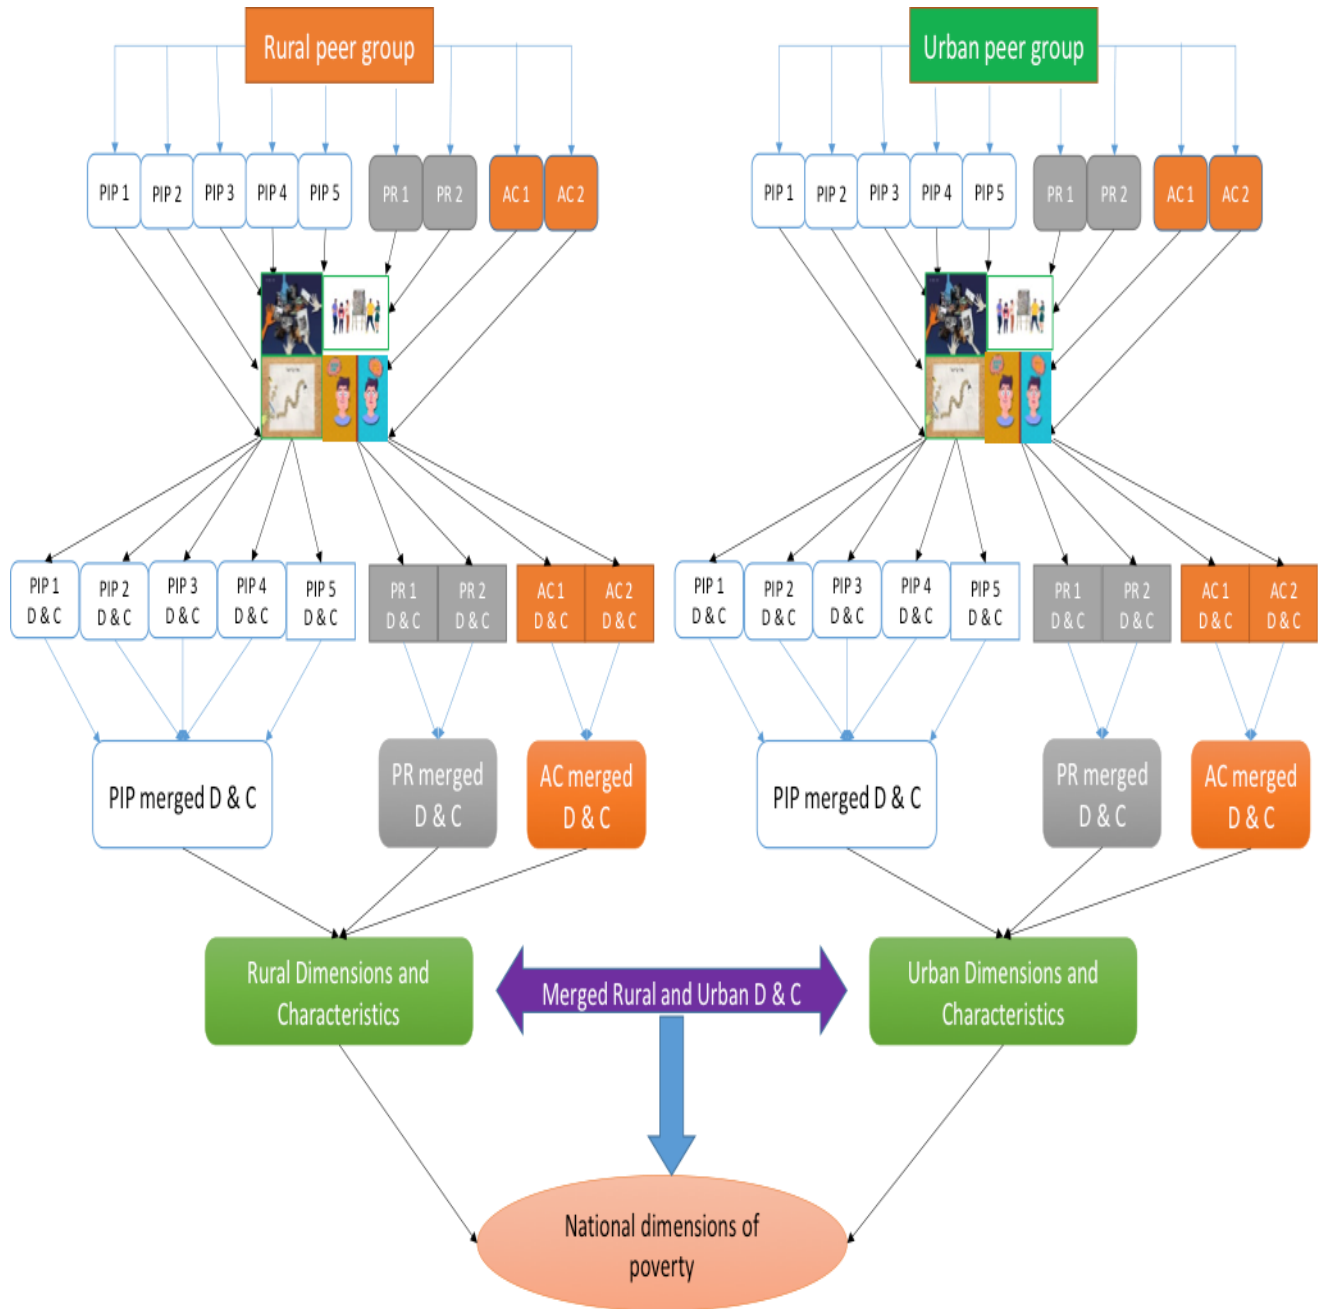 Rural peer group
Urban peer group
PIP 1
PIP 2
PIP 3
PIP 4
PIP 5
PR 1
PR 2
AC 1
AC 2
PIP 1
PIP 2
PIP 3
PIP 4
PIP 5
PR 1
PR 2
AC 1
AC 2
PIP 1
D & C
PIP 2
D & C
PIP 3
D & C
PIP 4
D & C
PIP 5
D & C
PR 1
D & C
PR 2
D & C
AC 1
D & C
AC 2
D & C
PIP 1
D & C
PIP 2
D & C
PIP 3
D & C
PIP 4
D & C
PIP 5
D & C
PR 1
D & C
PR 2
D & C
AC 1
D & C
AC 2
D & C
PIP merged D & C
PR merged
D & C
AC merged
D & C
PIP merged D & C
PR merged
D & C
AC merged
D & C
Rural Dimensions and
Characteristics
Merged Rural and Urban D & C
Urban Dimensions and
Characteristics
National dimensions of
poverty